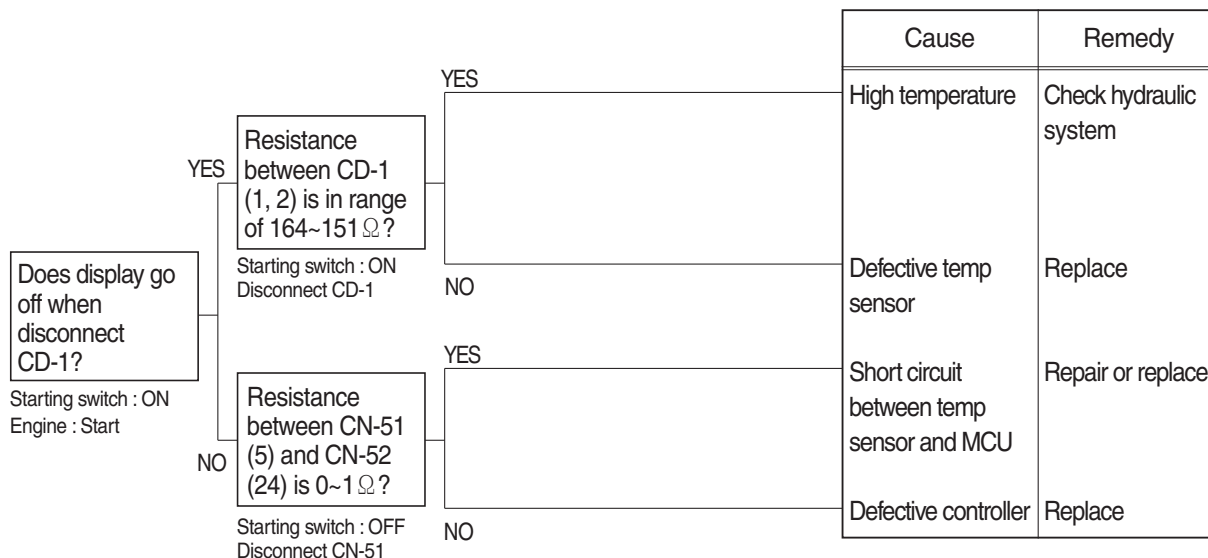 Does display go
off when
disconnect
CD-1?
Starting switch : ON
Engine : Start
YES
Resistance
between CD-1
(1, 2) is in range
of 164~151Ω?
Starting switch : ON
Disconnect CD-1
NO
Resistance
between CN-51
(5) and CN-52
(24) is 0~1Ω?
Starting switch : OFF
Disconnect CN-51
YES
NO
YES
NO
Cause Remedy
High temperature Check hydraulic
system
Defective temp Replace
sensor
Short circuit Repair or replace
between temp
sensor and MCU
Defective controller Replace